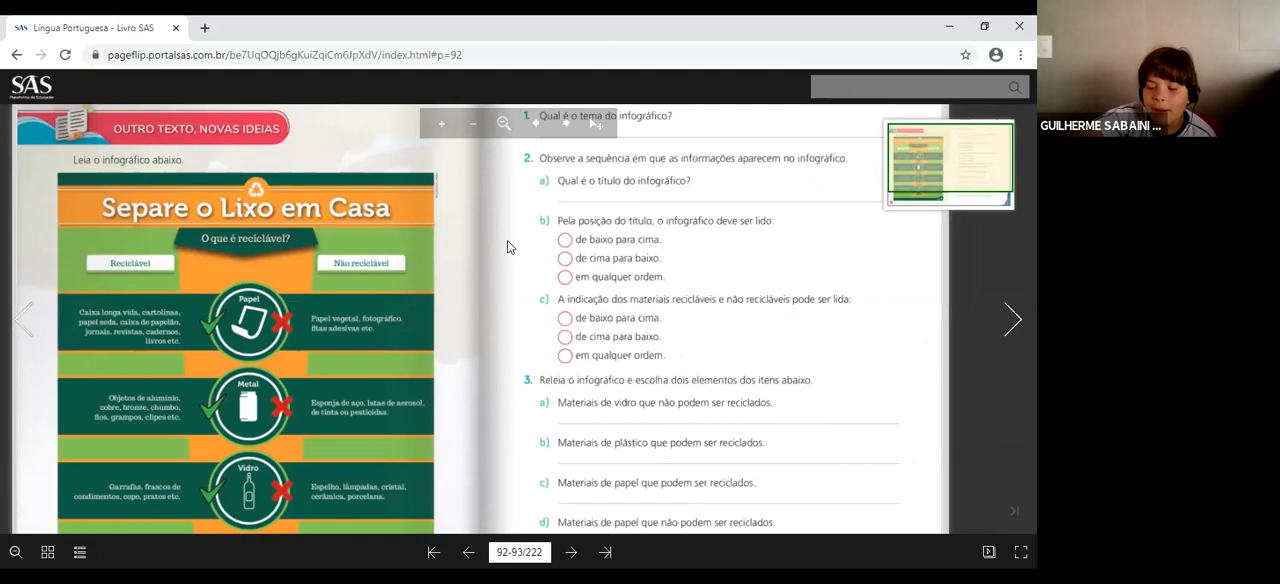 SAS Língua Portuguesa - Livro SAS
pageflip.portalsas.com.br/be7UqOQjb6gKuiZqiCm6JpXdV/index.html#p=92
SAS
OUTRO TEXTO, NOVAS IDEIAS
Leia o infográfico abaixo.
Separe o Lixo em Casa
O que é reciclável?
Reciclável
Não reciclável
Papel
Caixa longa vida, cartolinas,
papel seda, caixa de papelão,
jornais, revistas, cadernos,
livros etc.
Papel vegetal, fotográfico,
fitas adesivas etc.
Metal
Objetos de alumínio,
cobre, bronze, chumbo,
fios, grampos, clipes etc.
Esponja de aço, latas de aerosol,
de tinta ou pesticidas.
Vidro
Garrafas, frascos de
condimentos, copo, pratos etc.
Espelho, lâmpadas, cristal,
cerâmica, porcelana.
1. Qual é o tema do infográfico?
2. Observe a sequência em que as informações aparecem no infográfico.
a) Qual é o título do infográfico?
b) Pela posição do título, o infográfico deve ser lido:
de baixo para cima.
de cima para baixo.
em qualquer ordem.
c) A indicação dos materiais recicláveis e não recicláveis pode ser lida:
de baixo para cima.
de cima para baixo.
em qualquer ordem.
3. Releia o infográfico e escolha dois elementos dos itens abaixo.
a) Materiais de vidro que não podem ser reciclados.
b) Materiais de plástico que podem ser reciclados.
c) Materiais de papel que podem ser reciclados.
d) Materiais de papel que não podem ser reciclados.
92-93/222
GUILHERME SABAINI ...